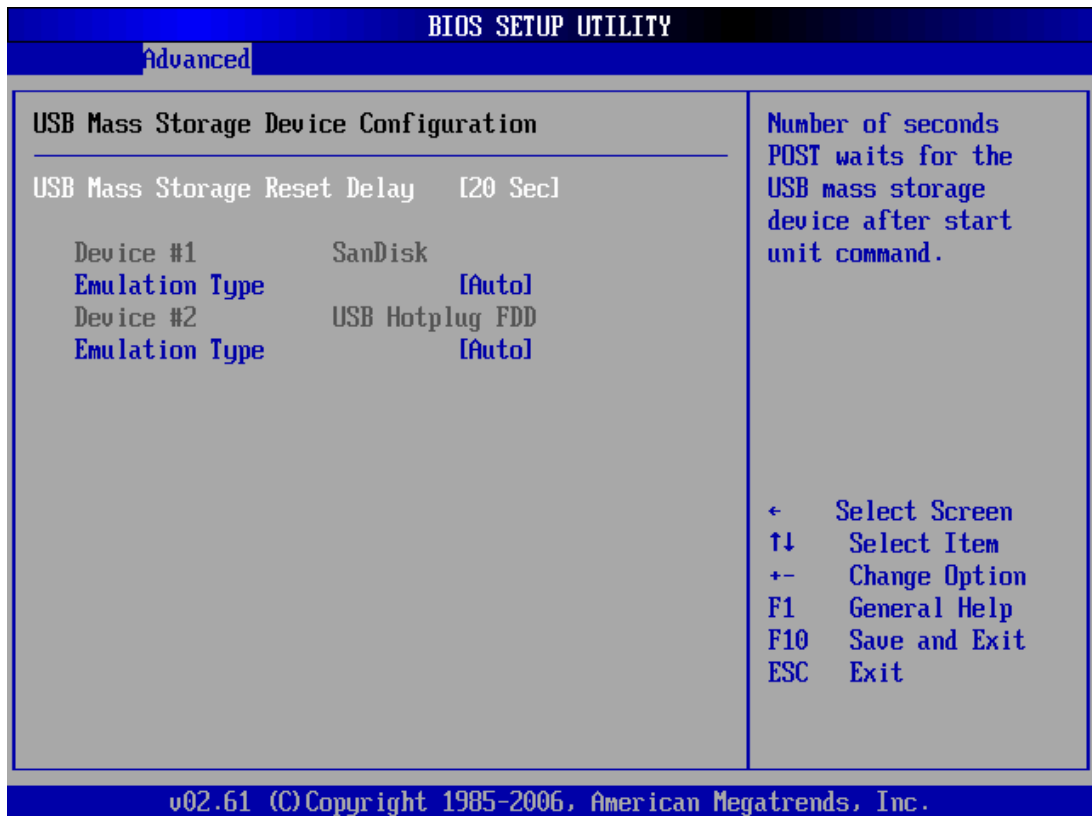 BIOS SETUP UTILITY
Advanced
USB Mass Storage Device Configuration
USB Mass Storage Reset Delay [20 Sec]
Device #1 SanDisk
Emulation Type [Auto]
Device #2 USB Hotplug FDD
Emulation Type [Auto]
Number of seconds
POST waits for the
USB mass storage
device after start
unit command.
← Select Screen
↑↓ Select Item
+- Change Option
F1 General Help
F10 Save and Exit
ESC Exit
v02.61 (C)Copyright 1985-2006, American Megatrends, Inc.